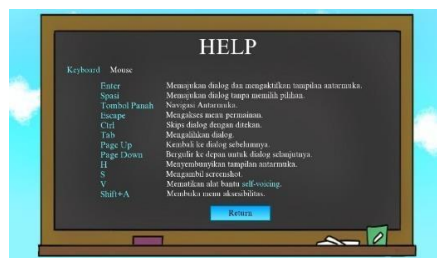 HELP
Keyboard Mouse
Enter Memajukan dialog dan mengaktifkan tampilan antarmuka.
Spasi Memajukan dialog tanpa memilih pilihan.
Tombol Panah Navigasi Antarmuka.
Escape Mengakses menu permainan.
Ctrl Skips dialog dengan ditekan.
Tab Mengalihkan dialog.
Page Up Kembali ke dialog sebelumnya.
Page Down Bergulir ke depan untuk dialog selanjutnya.
H Menyembunyikan tampilan antarmuka.
S Mengambil screenshot.
V Mematikan alat bantu self-voicing.
Shift+A Membuka menu aksesibilitas.
Return